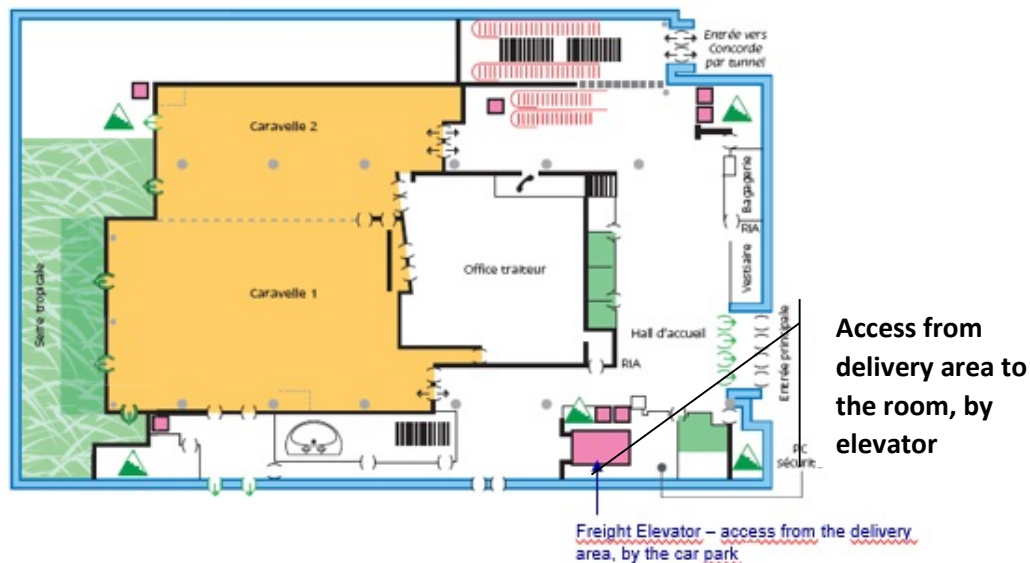 Entrée vers
Concorde
par tunnel
Caravelle 2
Bagagerie
RIA
Serre tropicale
Office traiteur
Vestiaire
Caravelle 1
Hall d'accueil
Entrée principale
RIA
Access from
delivery area to
the room, by
elevator
PC
sécurit..
Freight Elevator – access from the delivery
area, by the car park